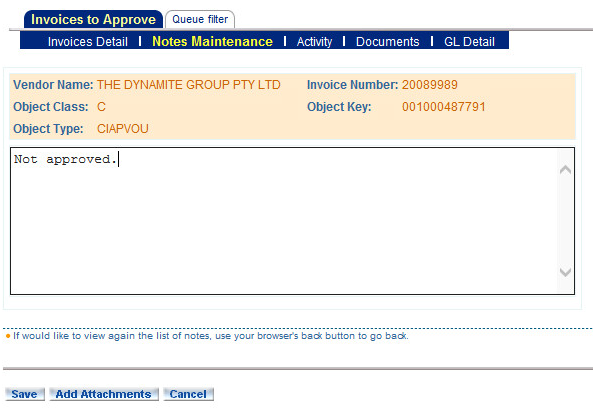 Invoices to Approve Queue filter
Invoices Detail | Notes Maintenance | Activity | Documents | GL Detail
Vendor Name: THE DYNAMITE GROUP PTY LTD Invoice Number: 20089989
Object Class: C Object Key: 001000487791
Object Type: CIAPVOU
Not approved.
If would like to view again the list of notes, use your browser's back button to go back.
Save Add Attachments Cancel